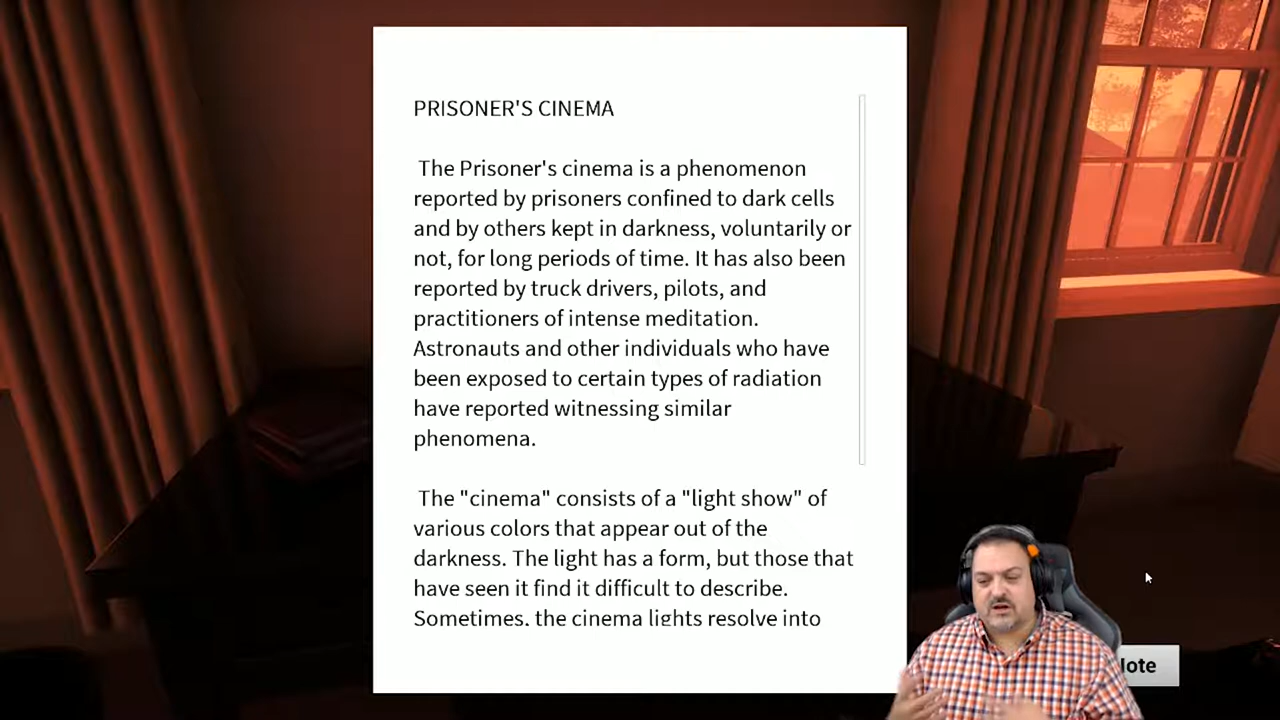 PRISONER'S CINEMA
The Prisoner's cinema is a phenomenon
reported by prisoners confined to dark cells
and by others kept in darkness, voluntarily or
not, for long periods of time. It has also been
reported by truck drivers, pilots, and
practitioners of intense meditation.
Astronauts and other individuals who have
been exposed to certain types of radiation
have reported witnessing similar
phenomena.
The "cinema" consists of a "light show" of
various colors that appear out of the
darkness. The light has a form, but those that
have seen it find it difficult to describe.
Sometimes, the cinema lights resolve into